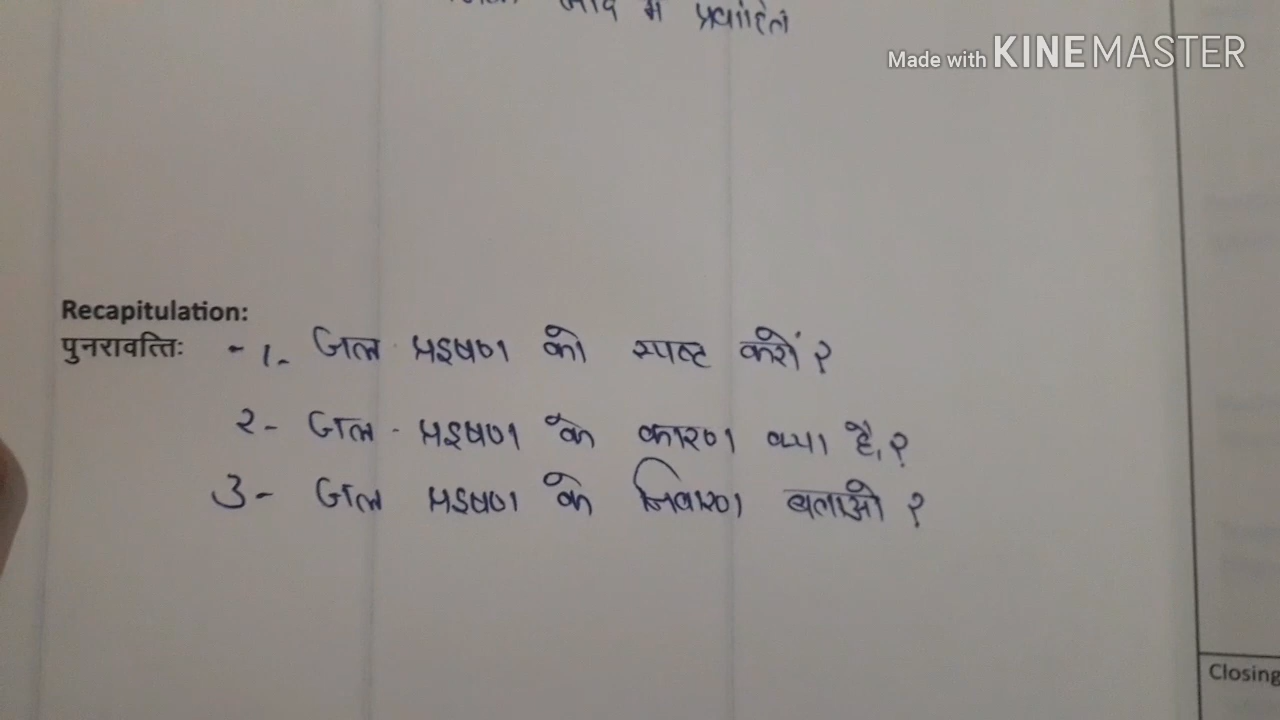 में प्रवाहित
Made with KINEMASTER
Recapitulation:
पुनरावत्तिः - 1- जल प्रदूषण को स्पष्ट करों ?
2- जल - प्रदूषण के कारण क्या है, ?
3- जल प्रदूषण के निवारण बताओ ?
Closing